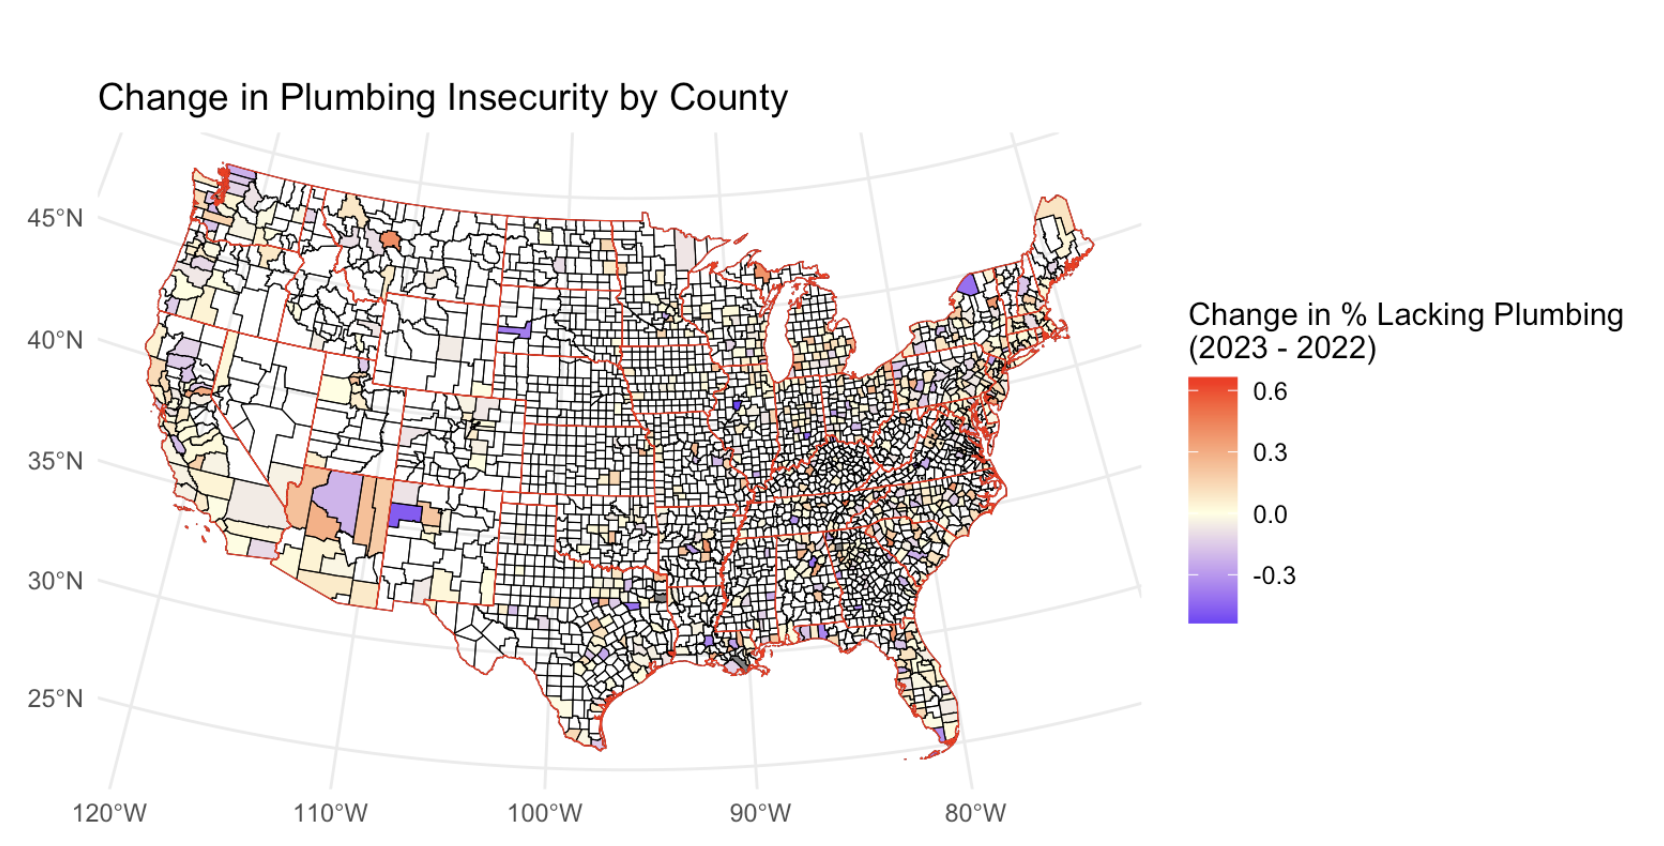 Change in Plumbing Insecurity by County
45°N
40°N
35°N
30°N
25°N
120°W 110°W 100°W 90°W 80°W
Change in % Lacking Plumbing
(2023 - 2022)
0.6
0.3
0.0
-0.3